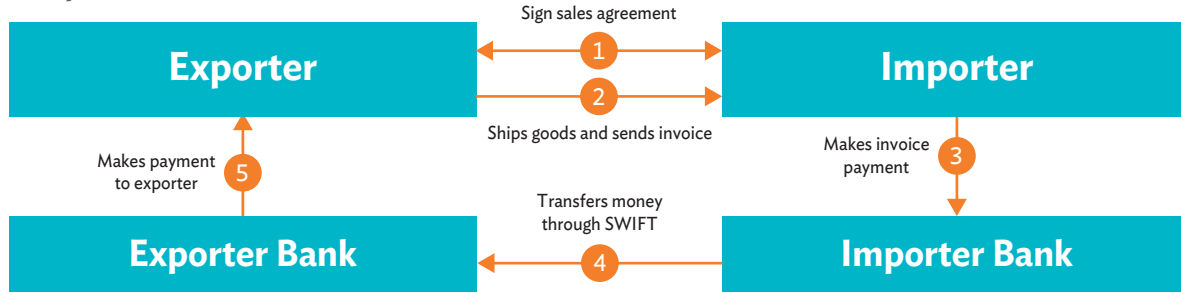 Sign sales agreement
Exporter
1
Importer
2
Ships goods and sends invoice
Makes payment
to exporter
5
Makes invoice
payment
3
Transfers money
through SWIFT
Exporter Bank
4
Importer Bank